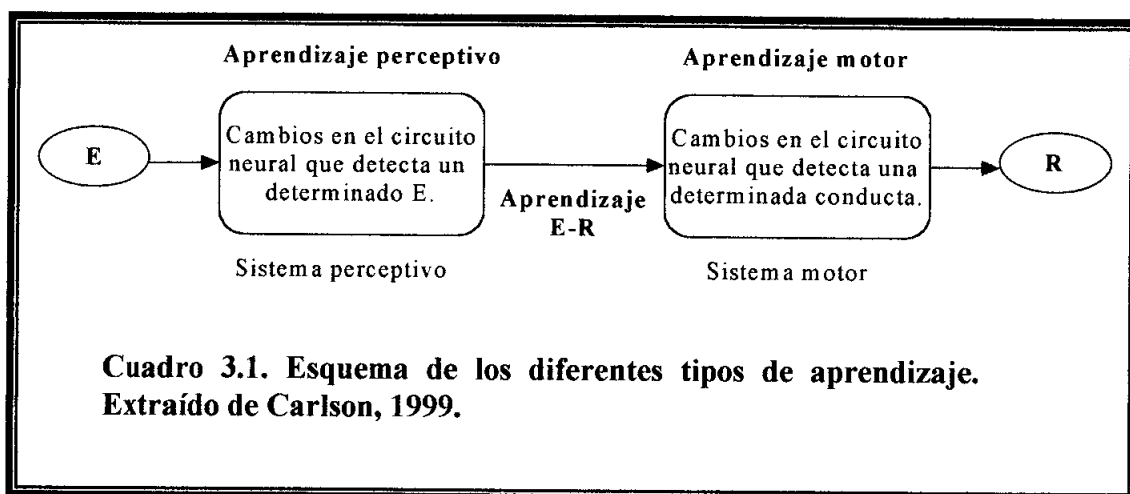 Aprendizaje perceptivo
Aprendizaje motor
E
Cambios en el circuito
neural que detecta un
determinado E.
Aprendizaje
E-R
Cambios en el circuito
neural que detecta una
determinada conducta.
R
Sistema perceptivo
Sistema motor
Cuadro 3.1. Esquema de los diferentes tipos de aprendizaje.
Extraído de Carlson, 1999.